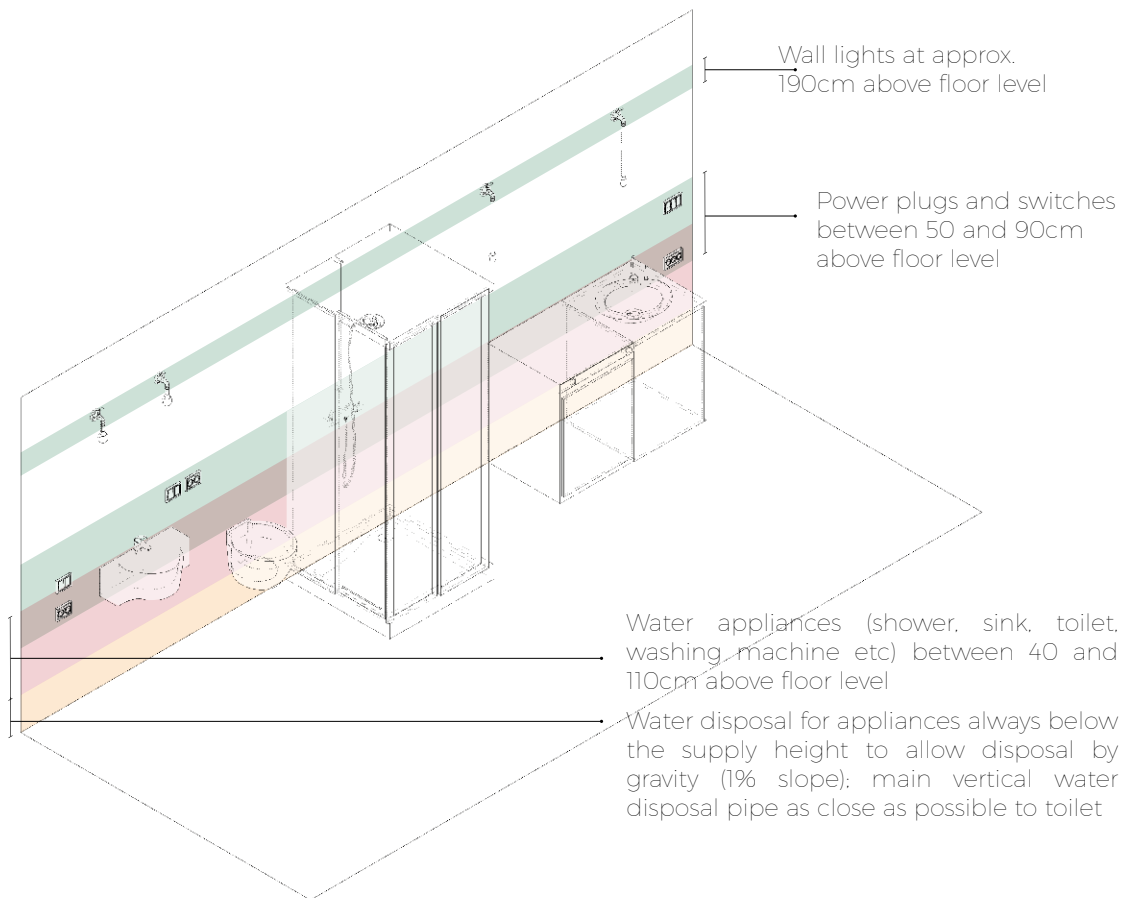 Wall lights at approx.
190cm above floor level
Power plugs and switches
between 50 and 90cm
above floor level
Water appliances (shower, sink, toilet,
washing machine etc) between 40 and
110cm above floor level
Water disposal for appliances always below
the supply height to allow disposal by
gravity (1% slope); main vertical water
disposal pipe as close as possible to toilet